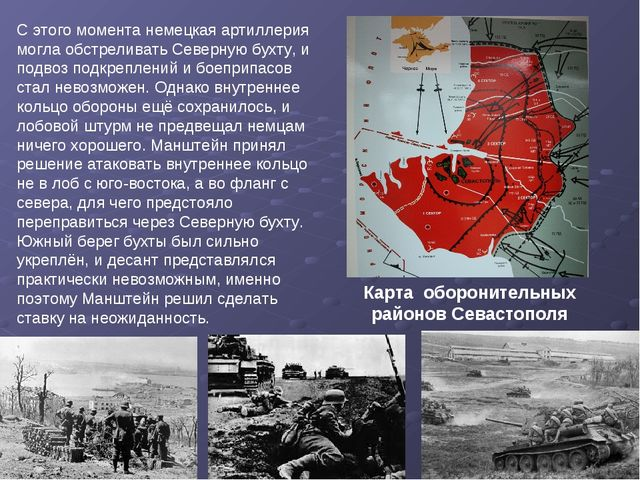 С этого момента немецкая артиллерия
могла обстреливать Северную бухту, и
подвоз подкреплений и боеприпасов
стал невозможен. Однако внутреннее
кольцо обороны ещё сохранилось, и
лобовой штурм не предвещал немцам
ничего хорошего. Манштейн принял
решение атаковать внутреннее кольцо
не в лоб с юго-востока, а во фланг с
севера, для чего предстояло
переправиться через Северную бухту.
Южный берег бухты был сильно
укреплён, и десант представлялся
практически невозможным, именно
поэтому Манштейн решил сделать
ставку на неожиданность.
Черное Море
СЕВАСТОПОЛЬ
I СЕКТОР
Карта оборонительных
районов Севастополя